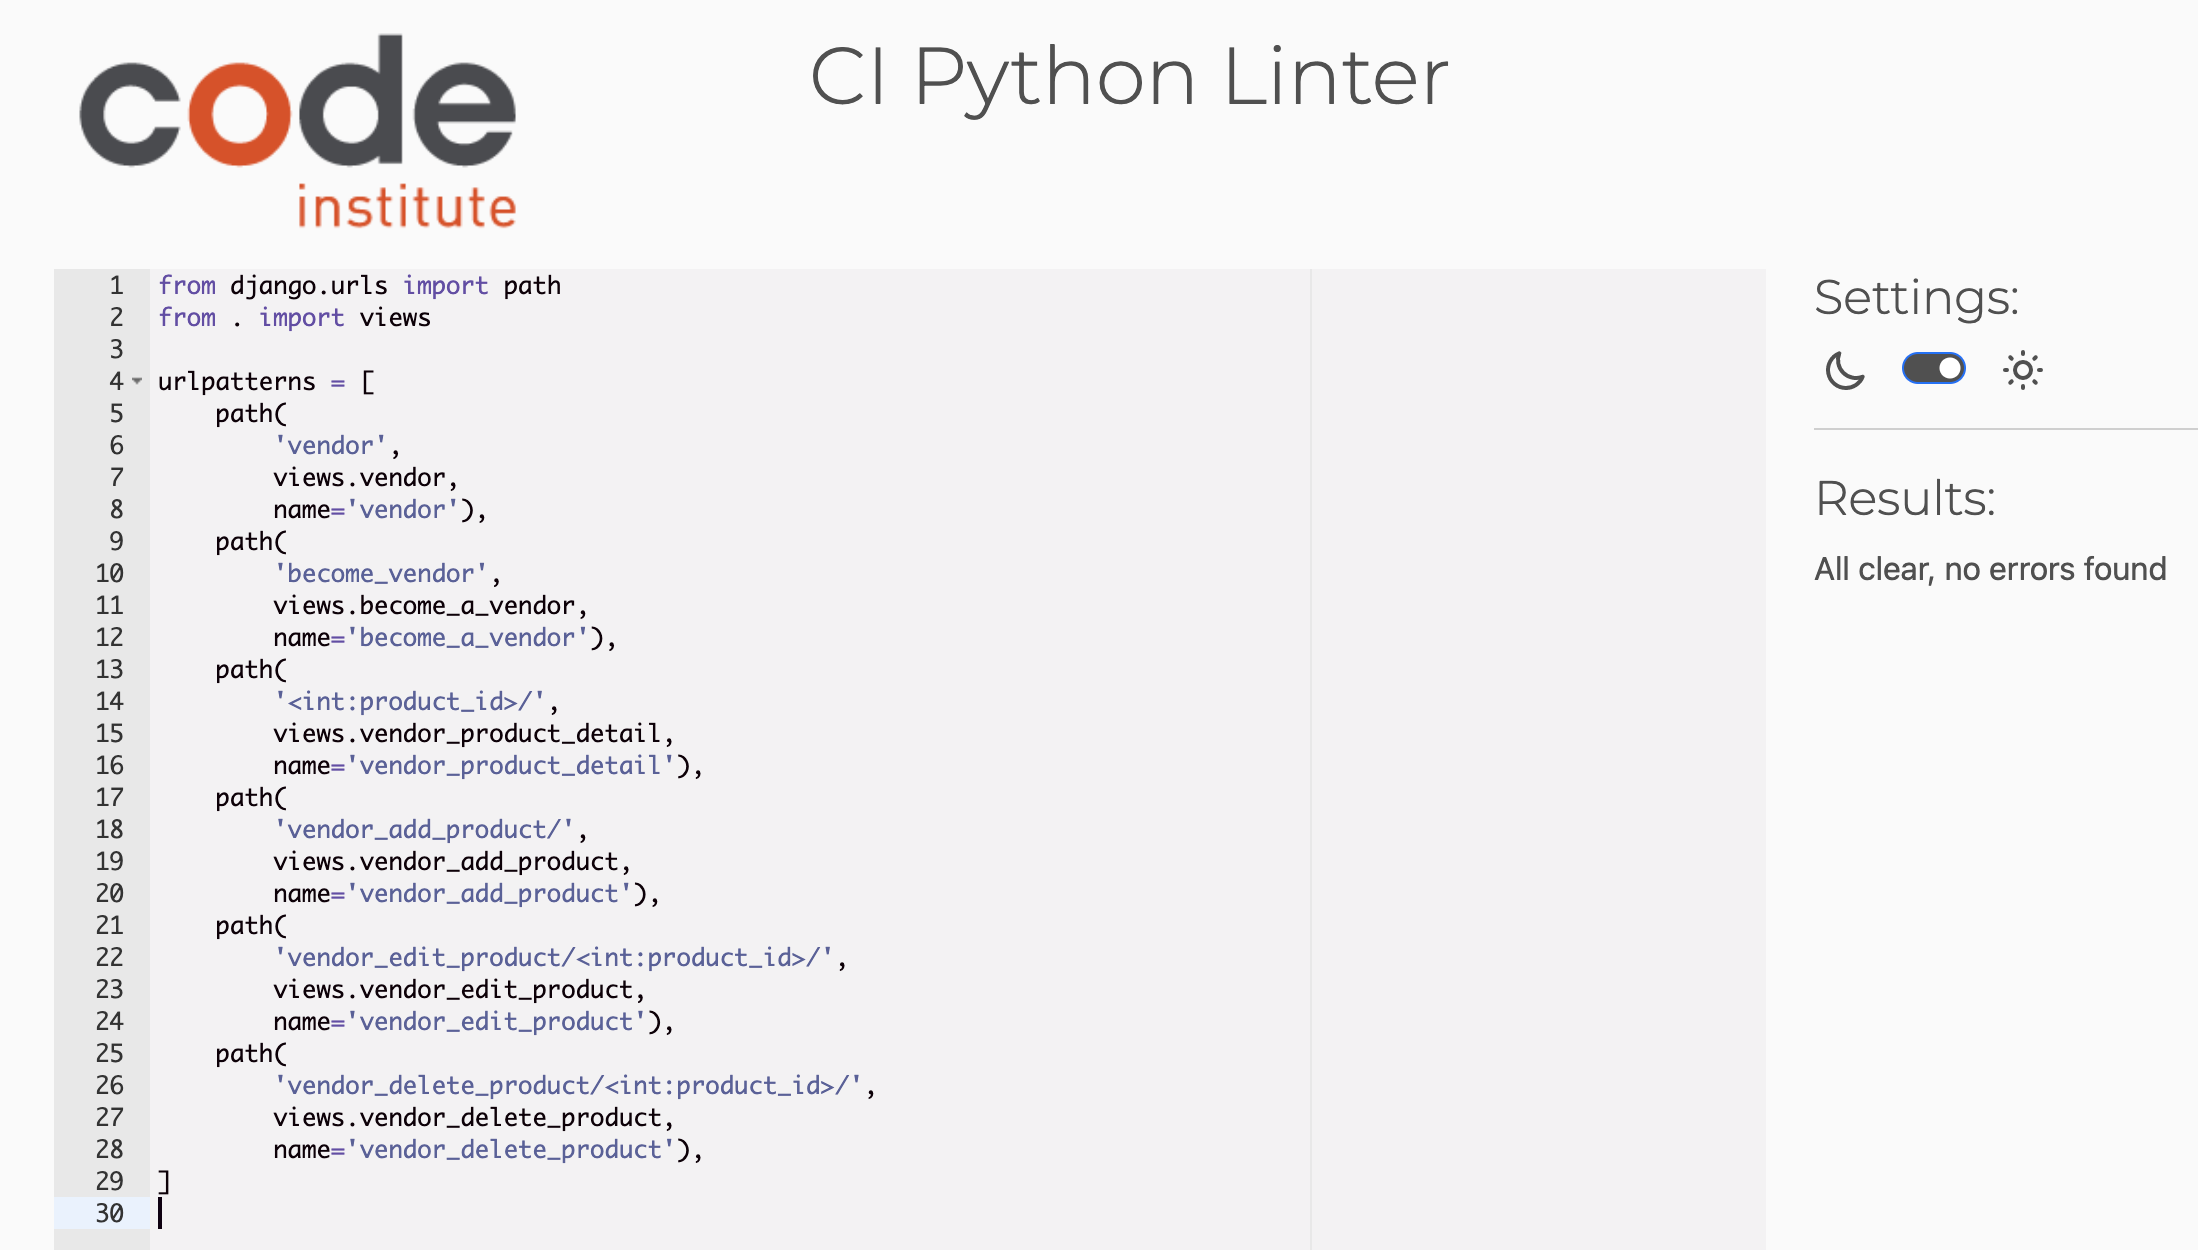 code
institute
CI Python Linter
1 from django.urls import path
2 from . import views
3
4 urlpatterns = [
5     path(
6         'vendor',
7         views.vendor,
8         name='vendor'),
9     path(
10         'become_vendor',
11         views.become_a_vendor,
12         name='become_a_vendor'),
13     path(
14         '<int:product_id>/',
15         views.vendor_product_detail,
16         name='vendor_product_detail'),
17     path(
18         'vendor_add_product/',
19         views.vendor_add_product,
20         name='vendor_add_product'),
21     path(
22         'vendor_edit_product/<int:product_id>/',
23         views.vendor_edit_product,
24         name='vendor_edit_product'),
25     path(
26         'vendor_delete_product/<int:product_id>/',
27         views.vendor_delete_product,
28         name='vendor_delete_product'),
29 ]
30
Settings:
Results:
All clear, no errors found